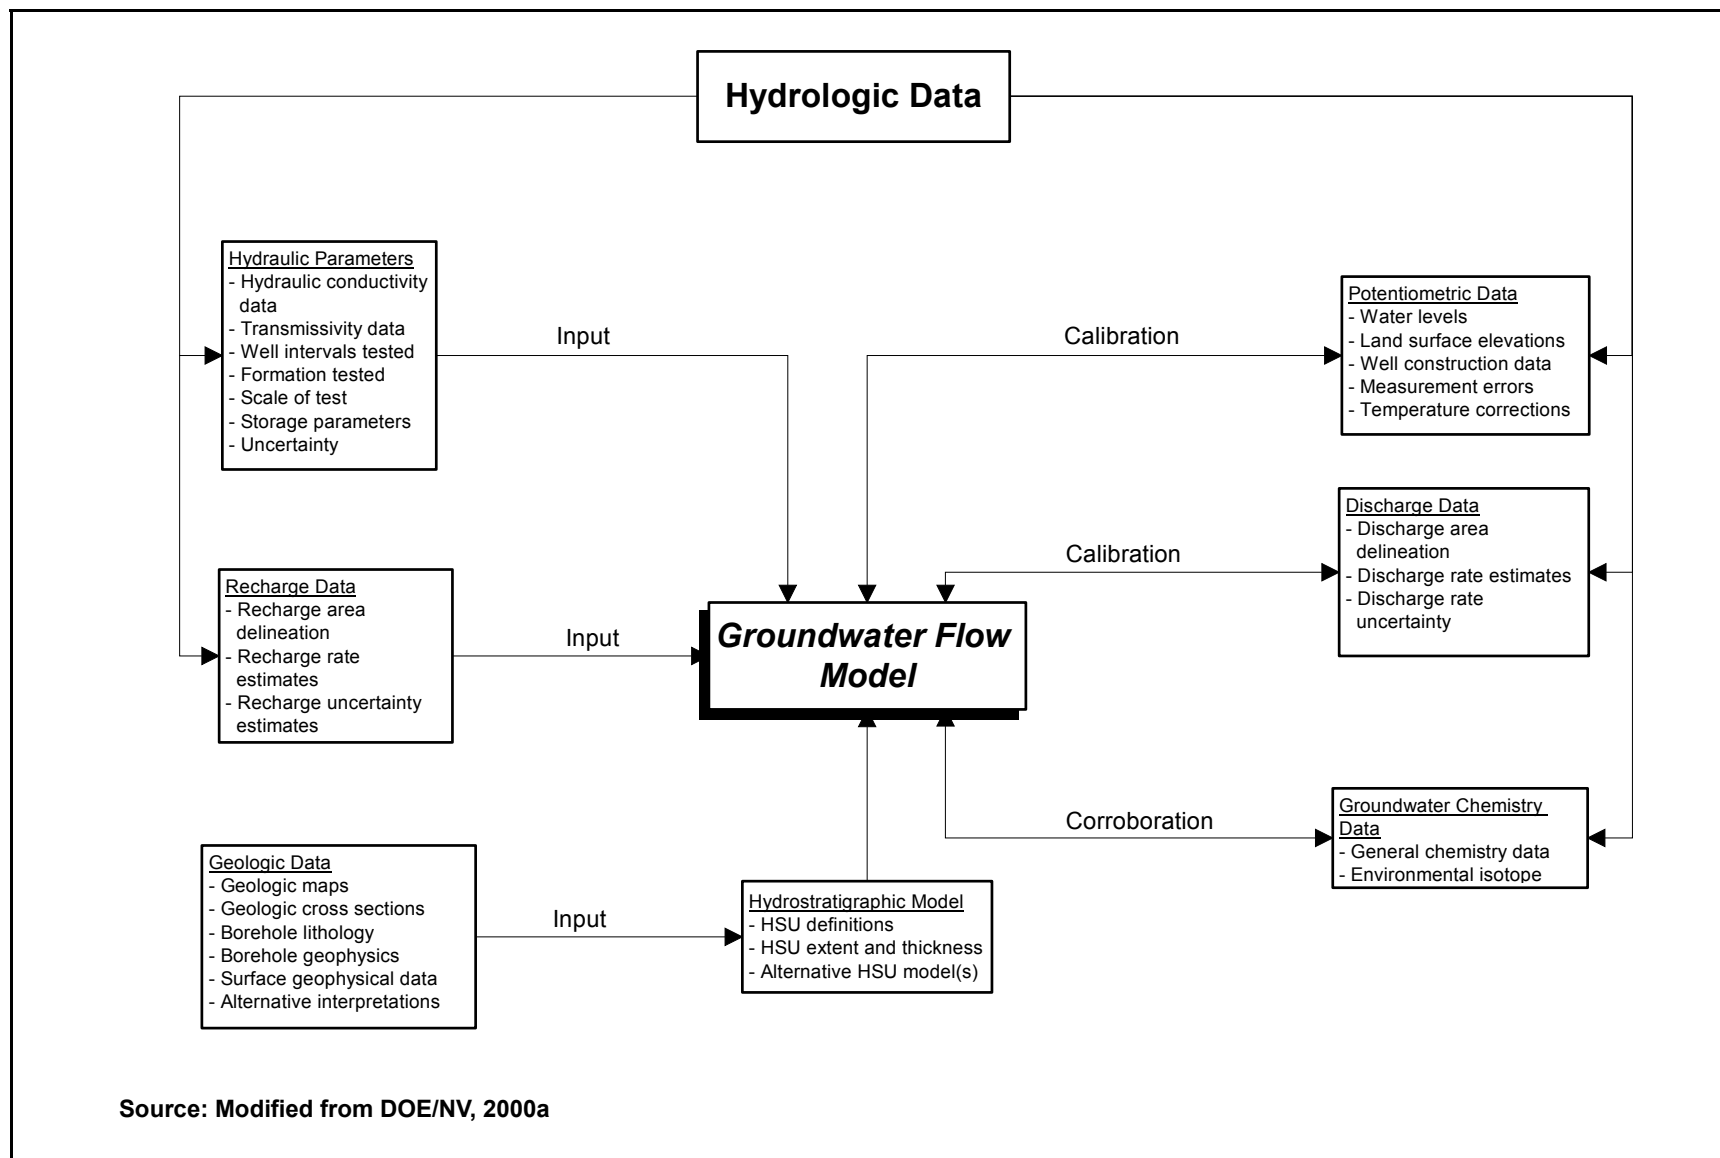 Hydrologic Data
Hydraulic Parameters
- Hydraulic conductivity
data
- Transmissivity data
- Well intervals tested
- Formation tested
- Scale of test
- Storage parameters
- Uncertainty
Input
Calibration
Potentiometric Data
- Water levels
- Land surface elevations
- Well construction data
- Measurement errors
- Temperature corrections
Recharge Data
- Recharge area
delineation
- Recharge rate
estimates
- Recharge uncertainty
estimates
Input
Groundwater Flow
Model
Calibration
Discharge Data
- Discharge area
delineation
- Discharge rate estimates
- Discharge rate
uncertainty
Geologic Data
- Geologic maps
- Geologic cross sections
- Borehole lithology
- Borehole geophysics
- Surface geophysical data
- Alternative interpretations
Input
Hydrostratigraphic Model
- HSU definitions
- HSU extent and thickness
- Alternative HSU model(s)
Corroboration
Groundwater Chemistry
Data
- General chemistry data
- Environmental isotope
Source: Modified from DOE/NV, 2000a